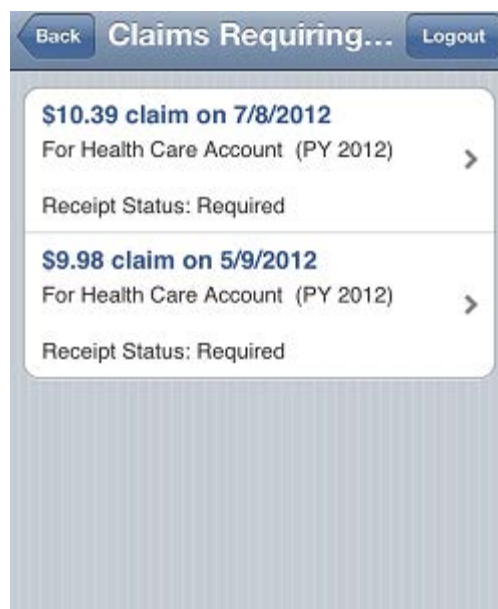 Back Claims Requiring... Logout
$10.39 claim on 7/8/2012
For Health Care Account (PY 2012)
Receipt Status: Required
$9.98 claim on 5/9/2012
For Health Care Account (PY 2012)
Receipt Status: Required